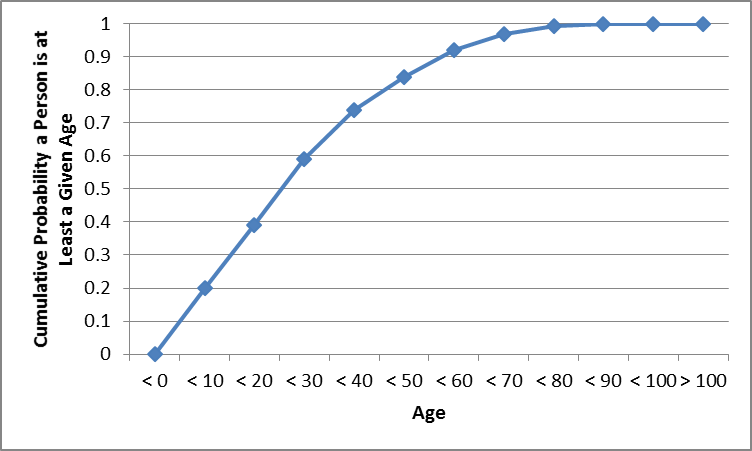 Cumulative Probability a Person is at
Least a Given Age
1
0.9
0.8
0.7
0.6
0.5
0.4
0.3
0.2
0.1
0
< 0 < 10 < 20 < 30 < 40 < 50 < 60 < 70 < 80 < 90 < 100 > 100
Age